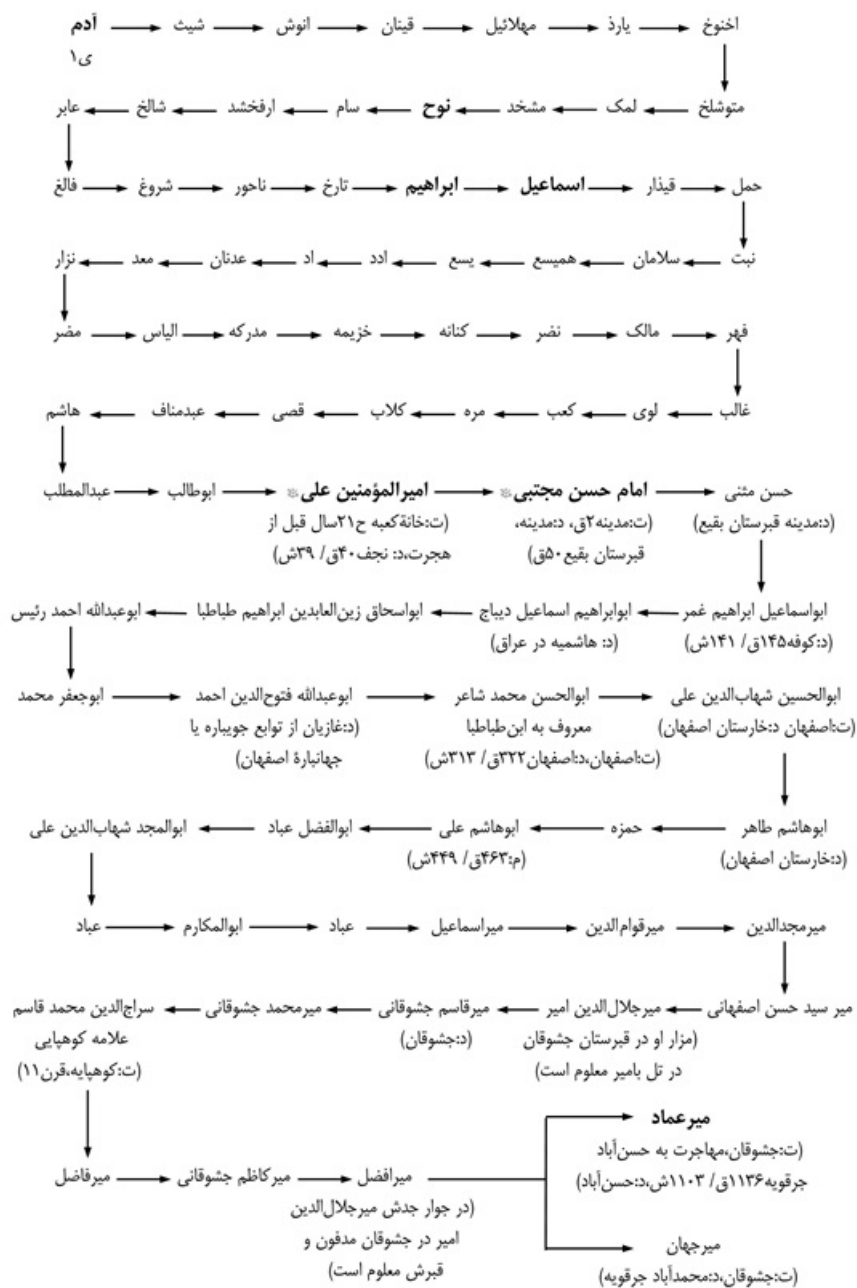 اخنوخ یارذ مهلائیل قینان انوش شیث آدم
ی۱
متوشلخ لمک مشخد نوح سام ارفخشد شالخ عابر
حمل قیذار اسماعیل ابراهیم تارخ ناحور شروغ فالغ
نبت سلامان همیسع یسع ادد اد عدنان معد نزار
فهر مالک نضر کنانه خزیمه مدرکه الیاس مضر
غالب لوی کعب مره کلاب قصی عبدمناف هاشم
حسن مثنی امام حسن مجتبی امیرالمؤمنین علی ابوطالب عبدالمطلب
(د:مدینه قبرستان بقیع) (ت:مدینه۲ق، د:مدینه، (ت:خانهٔ کعبه ح۲۱سال قبل از
قبرستان بقیع۵۰ق) هجرت،د: نجف۴۰ق/ ۳۹ش)
ابواسماعیل ابراهیم غمر ابوابراهیم اسماعیل دیباج ابواسحاق زین‌العابدین ابراهیم طباطبا ابوعبدالله احمد رئیس
(د:کوفه۱۴۵ق/ ۱۴۱ش) (د: هاشمیه در عراق)
ابوالحسین شهاب‌الدین علی ابوالحسن محمد شاعر ابوعبدالله فتوح‌الدین احمد ابوجعفر محمد
(ت:اصفهان د:خارستان اصفهان) معروف به ابن‌طباطبا (د:غازیان از توابع جویباره یا
(ت:اصفهان،د:اصفهان۳۲۲ق/ ۳۱۳ش) جهانبارهٔ اصفهان)
ابوهاشم طاهر حمزه ابوهاشم علی ابوالفضل عباد ابوالمجد شهاب‌الدین علی
(د:خارستان اصفهان) (م:۴۶۳ق/ ۴۴۹ش)
میرمجدالدین میرقوام‌الدین میراسماعیل عباد ابوالمکارم عباد
میر سید حسن اصفهانی میرجلال‌الدین امیر میرقاسم جشوقانی میرمحمد جشوقانی سراج‌الدین محمد قاسم
(مزار او در قبرستان جشوقان (د:جشوقان) علامه کوهپایی
در تل بامیر معلوم است) (ت:کوهپایه،قرن۱۱)
میرعماد
(ت:جشوقان،مهاجرت به حسن‌آباد
جرقویه۱۱۳۶ق/ ۱۱۰۳ش،د:حسن‌آباد)
میرافضل میرکاظم جشوقانی میرفاضل
(در جوار جدش میرجلال‌الدین
امیر در جشوقان مدفون و
قبرش معلوم است)
میرجهان
(ت:جشوقان،د:محمدآباد جرقویه)